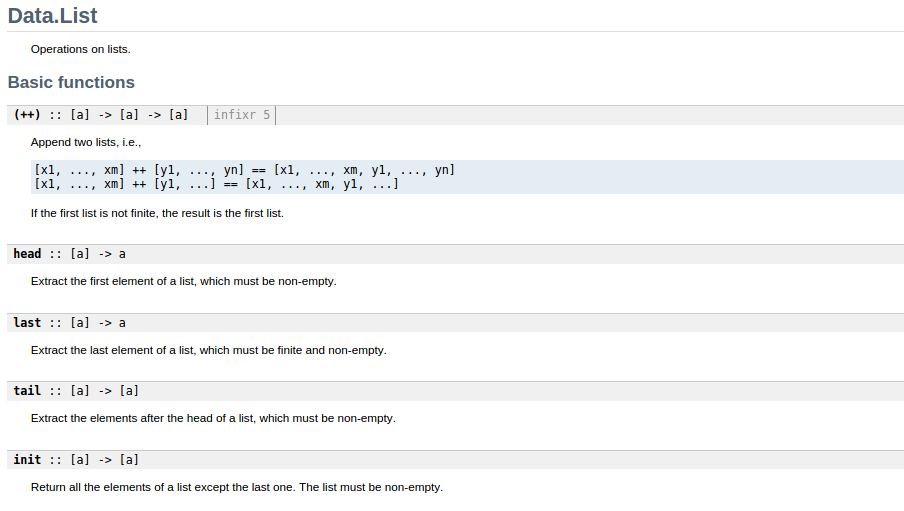 Data.List
Operations on lists.
Basic functions
(++) :: [a] -> [a] -> [a] infixr 5
Append two lists, i.e.,
[x1, ..., xm] ++ [y1, ..., yn] == [x1, ..., xm, y1, ..., yn]
[x1, ..., xm] ++ [y1, ...] == [x1, ..., xm, y1, ...]
If the first list is not finite, the result is the first list.
head :: [a] -> a
Extract the first element of a list, which must be non-empty.
last :: [a] -> a
Extract the last element of a list, which must be finite and non-empty.
tail :: [a] -> [a]
Extract the elements after the head of a list, which must be non-empty.
init :: [a] -> [a]
Return all the elements of a list except the last one. The list must be non-empty.